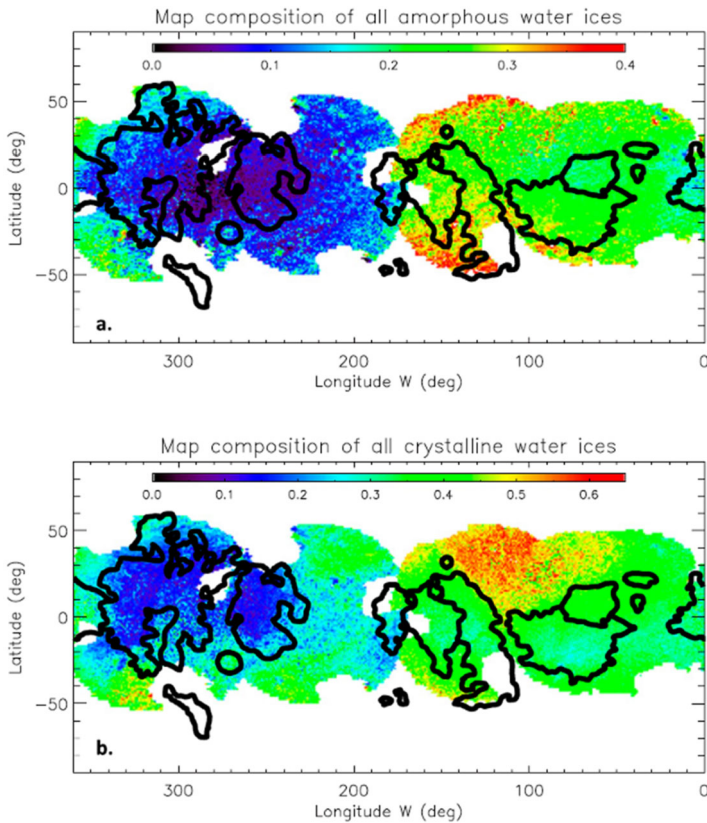 Map composition of all amorphous water ices
0.0 0.1 0.2 0.3 0.4
50
0
−50
Latitude (deg)
a.
300 200 100 0
Longitude W (deg)
Map composition of all crystalline water ices
0.0 0.1 0.2 0.3 0.4 0.5 0.6
50
0
−50
Latitude (deg)
b.
300 200 100 0
Longitude W (deg)